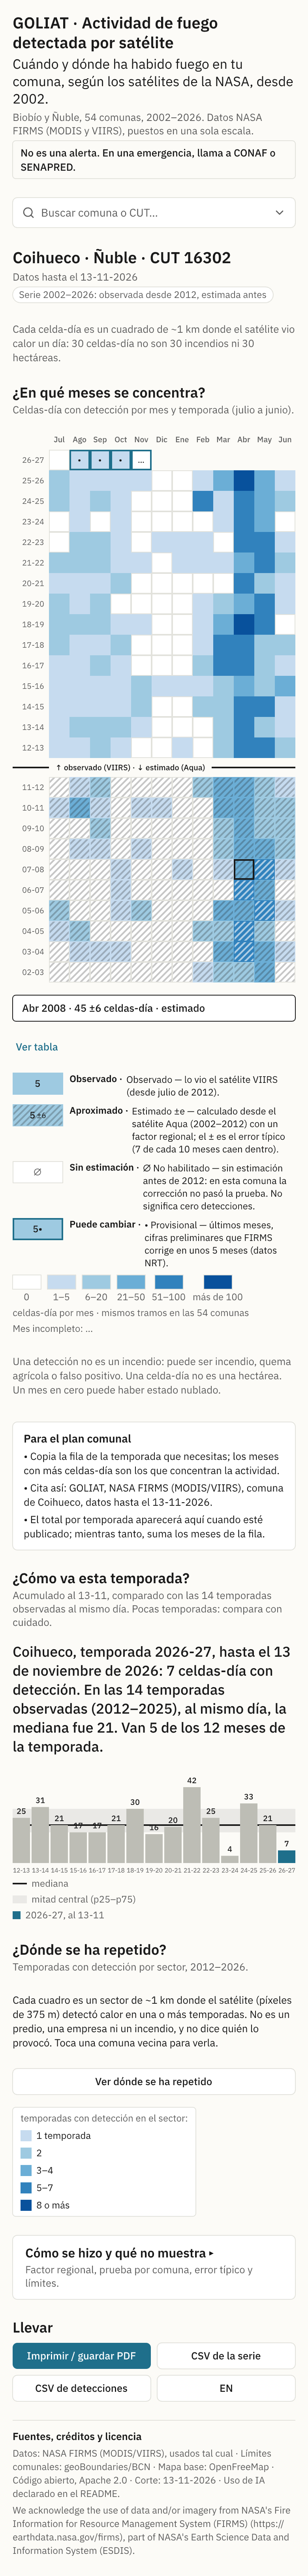 GOLIAT · Actividad de fuego
detectada por satélite
Cuándo y dónde ha habido fuego en tu
comuna, según los satélites de la NASA, desde
2002.
Biobío y Ñuble, 54 comunas, 2002–2026. Datos NASA
FIRMS (MODIS y VIIRS), puestos en una sola escala.
No es una alerta. En una emergencia, llama a CONAF o
SENAPRED.
Buscar comuna o CUT…
Coihueco · Ñuble · CUT 16302
Datos hasta el 13-11-2026
Serie 2002–2026: observada desde 2012, estimada antes
Cada celda-día es un cuadrado de ~1 km donde el satélite vio
calor un día: 30 celdas-día no son 30 incendios ni 30
hectáreas.
¿En qué meses se concentra?
Celdas-día con detección por mes y temporada (julio a junio).
Jul Ago Sep Oct Nov Dic Ene Feb Mar Abr May Jun
26-27 • • • …
25-26
24-25
23-24
22-23
21-22
20-21
19-20
18-19
17-18
16-17
15-16
14-15
13-14
12-13
↑ observado (VIIRS) · ↓ estimado (Aqua)
11-12
10-11
09-10
08-09
07-08
06-07
05-06
04-05
03-04
02-03
Abr 2008 · 45 ±6 celdas-día · estimado
Ver tabla
5 Observado · Observado — lo vio el satélite VIIRS
(desde julio de 2012).
5 ±6 Aproximado · Estimado ±e — calculado desde el
satélite Aqua (2002–2012) con un
factor regional; el ± es el error típico
(7 de cada 10 meses caen dentro).
∅ Sin estimación · ∅ No habilitado — sin estimación
antes de 2012: en esta comuna la
corrección no pasó la prueba. No
significa cero detecciones.
5• Puede cambiar · • Provisional — últimos meses,
cifras preliminares que FIRMS
corrige en unos 5 meses (datos
NRT).
0 1–5 6–20 21–50 51–100 más de 100
celdas-día por mes · mismos tramos en las 54 comunas
Mes incompleto: …
Una detección no es un incendio: puede ser incendio, quema
agrícola o falso positivo. Una celda-día no es una hectárea.
Un mes en cero puede haber estado nublado.
Para el plan comunal
• Copia la fila de la temporada que necesitas; los meses
con más celdas-día son los que concentran la actividad.
• Cita así: GOLIAT, NASA FIRMS (MODIS/VIIRS), comuna
de Coihueco, datos hasta el 13-11-2026.
• El total por temporada aparecerá aquí cuando esté
publicado; mientras tanto, suma los meses de la fila.
¿Cómo va esta temporada?
Acumulado al 13-11, comparado con las 14 temporadas
observadas al mismo día. Pocas temporadas: compara con
cuidado.
Coihueco, temporada 2026-27, hasta el 13
de noviembre de 2026: 7 celdas-día con
detección. En las 14 temporadas
observadas (2012–2025), al mismo día, la
mediana fue 21. Van 5 de los 12 meses de
la temporada.
25 31 21 17 17 21 30 16 20 42 25 4 33 21 7
12-13 13-14 14-15 15-16 16-17 17-18 18-19 19-20 20-21 21-22 22-23 23-24 24-25 25-26 26-27
mediana
mitad central (p25–p75)
2026-27, al 13-11
¿Dónde se ha repetido?
Temporadas con detección por sector, 2012–2026.
Cada cuadro es un sector de ~1 km donde el satélite (píxeles
de 375 m) detectó calor en una o más temporadas. No es un
predio, una empresa ni un incendio, y no dice quién lo
provocó. Toca una comuna vecina para verla.
Ver dónde se ha repetido
temporadas con detección en el sector:
1 temporada
2
3–4
5–7
8 o más
Cómo se hizo y qué no muestra ▸
Factor regional, prueba por comuna, error típico y
límites.
Llevar
Imprimir / guardar PDF
CSV de la serie
CSV de detecciones
EN
Fuentes, créditos y licencia
Datos: NASA FIRMS (MODIS/VIIRS), usados tal cual · Límites
comunales: geoBoundaries/BCN · Mapa base: OpenFreeMap ·
Código abierto, Apache 2.0 · Corte: 13-11-2026 · Uso de IA
declarado en el README.
We acknowledge the use of data and/or imagery from NASA's Fire
Information for Resource Management System (FIRMS) (https://
earthdata.nasa.gov/firms), part of NASA's Earth Science Data and
Information System (ESDIS).